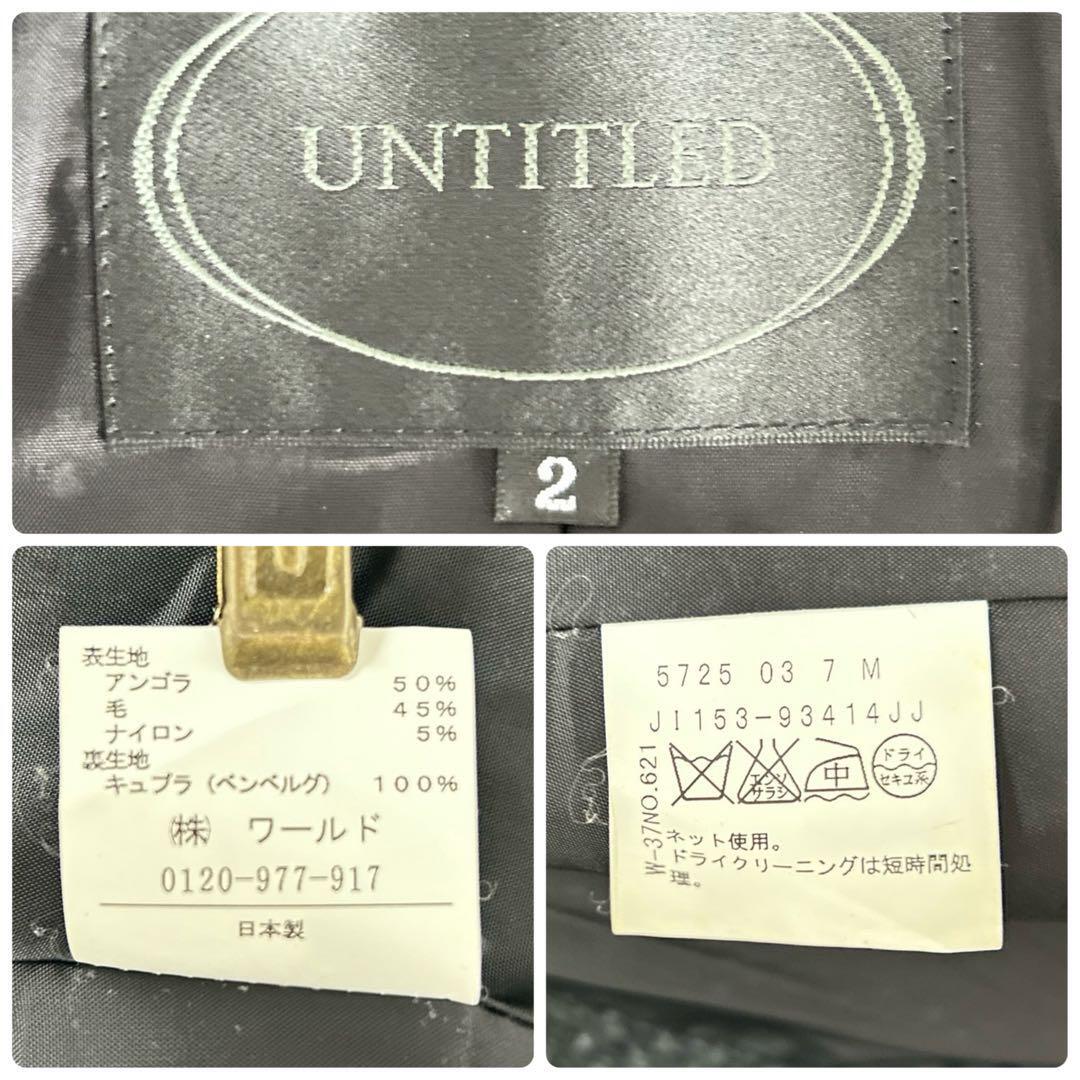 UNTITLED
2
表生地
アンゴラ 50%
毛 45%
ナイロン 5%
裏生地
キュプラ（ベンベルグ） 100%
㈱ ワールド
0120-977-917
日本製
5725 03 7 M
JI153-93414JJ
W-37NO.621
エンソ
サラシ
中
ドライ
セキユ系
ネット使用。
ドライクリーニングは短時間処
理。